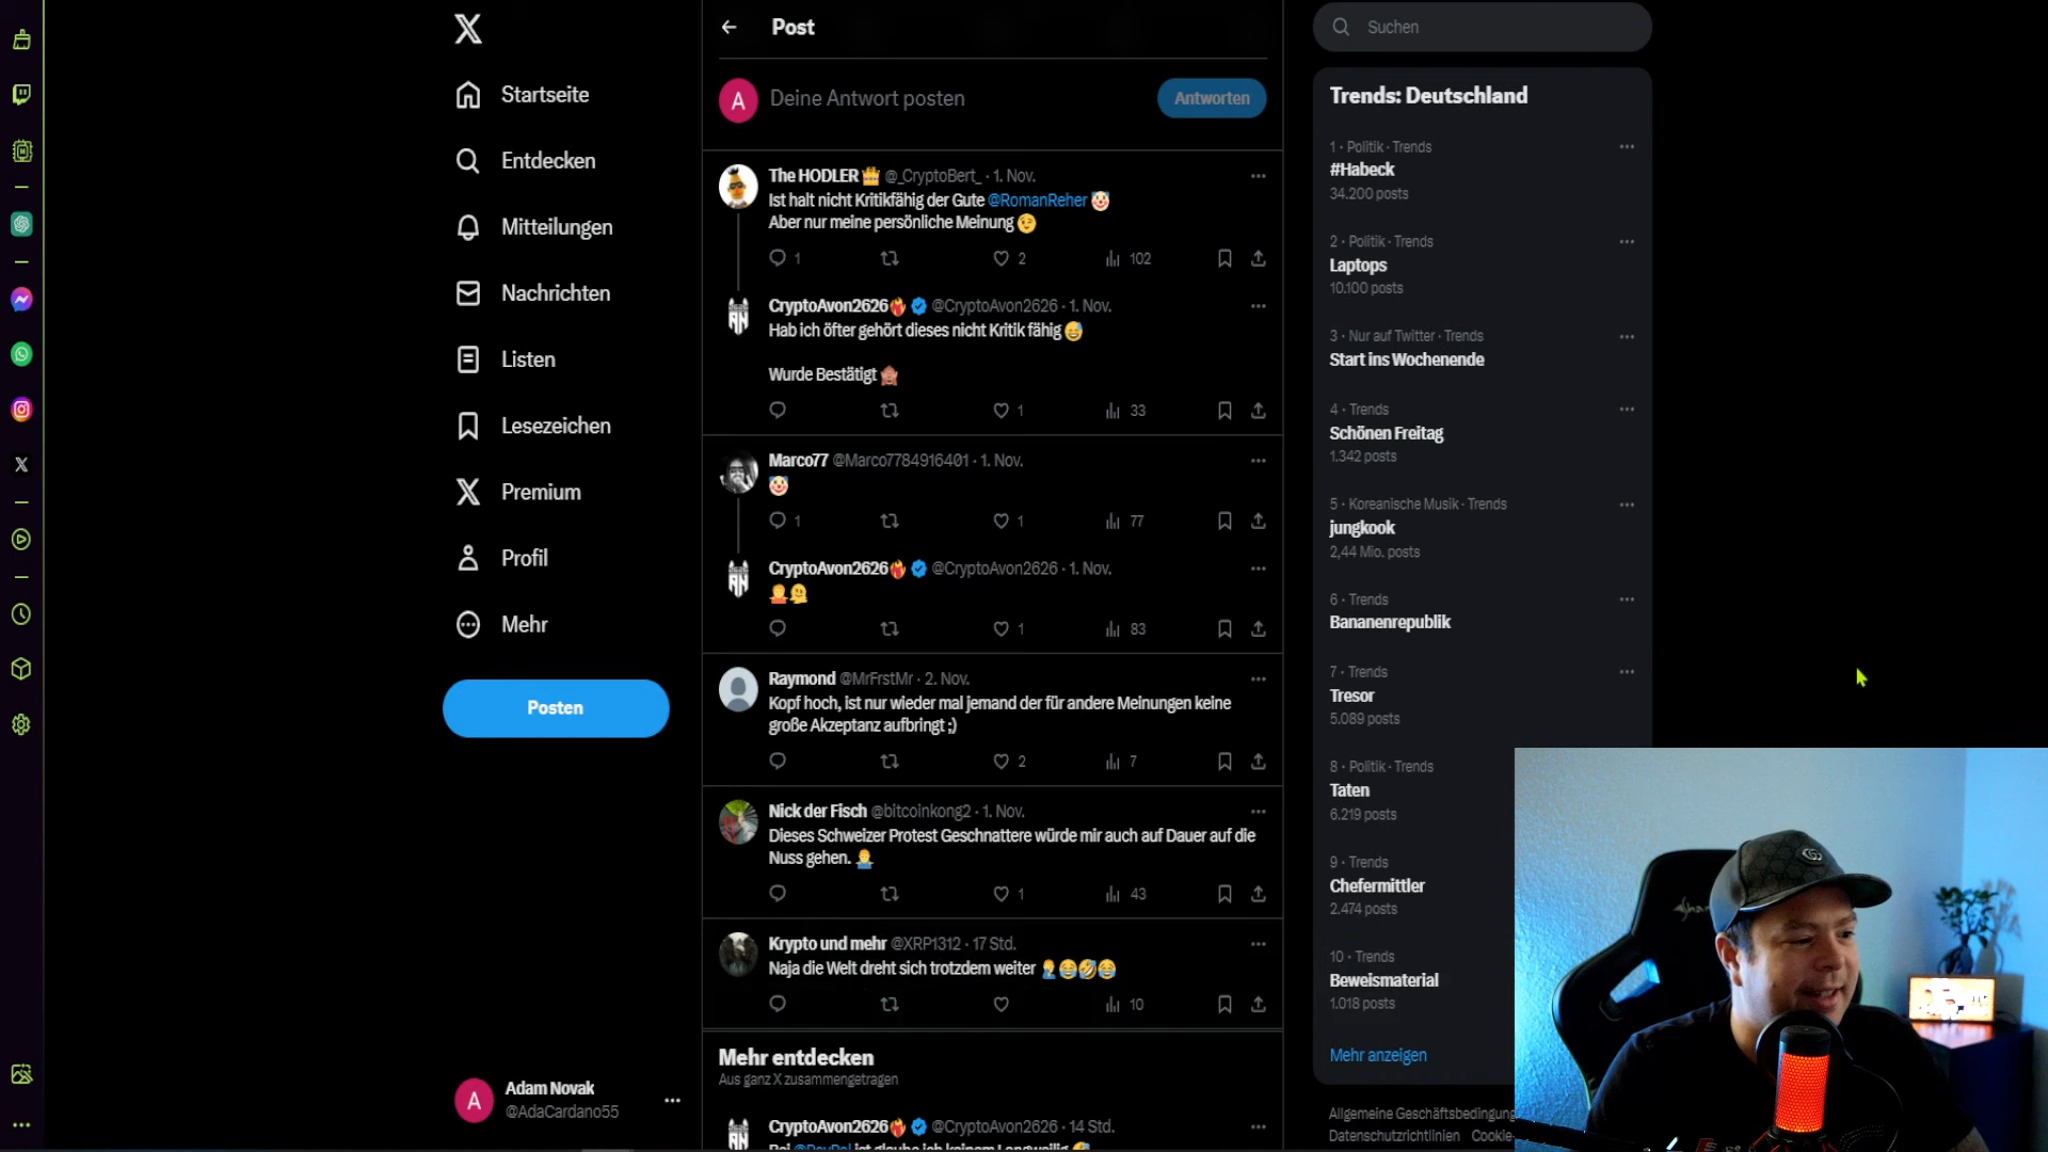 Startseite
Entdecken
Mitteilungen
Nachrichten
Listen
Lesezeichen
Premium
Profil
Mehr
Posten
Adam Novak
@AdaCardano55
Post
Deine Antwort posten
Antworten
The HODLER @_CryptoBert_ · 1. Nov.
Ist halt nicht Kritikfähig der Gute @RomanReher 🤡
Aber nur meine persönliche Meinung 😉
1 2 102
CryptoAvon2626❤️‍🔥 @CryptoAvon2626 · 1. Nov.
Hab ich öfter gehört dieses nicht Kritik fähig 😅
Wurde Bestätigt 🙈
1 33
Marco77 @Marco7784916401 · 1. Nov.
🤡
1 1 77
CryptoAvon2626❤️‍🔥 @CryptoAvon2626 · 1. Nov.
1 83
Raymond @MrFrstMr · 2. Nov.
Kopf hoch, ist nur wieder mal jemand der für andere Meinungen keine
große Akzeptanz aufbringt ;)
2 7
Nick der Fisch @bitcoinkong2 · 1. Nov.
Dieses Schweizer Protest Geschnattere würde mir auch auf Dauer auf die
Nuss gehen.
1 43
Krypto und mehr @XRP1312 · 17 Std.
Naja die Welt dreht sich trotzdem weiter 🤦‍♂️😂🤣😂
10
Mehr entdecken
Aus ganz X zusammengetragen
CryptoAvon2626❤️‍🔥 @CryptoAvon2626 · 14 Std.
Bei @PayPal ist glaube ich keinem Langweilig
Suchen
Trends: Deutschland
1 · Politik · Trends
#Habeck
34.200 posts
2 · Politik · Trends
Laptops
10.100 posts
3 · Nur auf Twitter · Trends
Start ins Wochenende
4 · Trends
Schönen Freitag
1.342 posts
5 · Koreanische Musik · Trends
jungkook
2,44 Mio. posts
6 · Trends
Bananenrepublik
7 · Trends
Tresor
5.089 posts
8 · Politik · Trends
Taten
6.219 posts
9 · Trends
Chefermittler
2.474 posts
10 · Trends
Beweismaterial
1.018 posts
Mehr anzeigen
Allgemeine Geschäftsbedingung
Datenschutzrichtlinien Cookie-